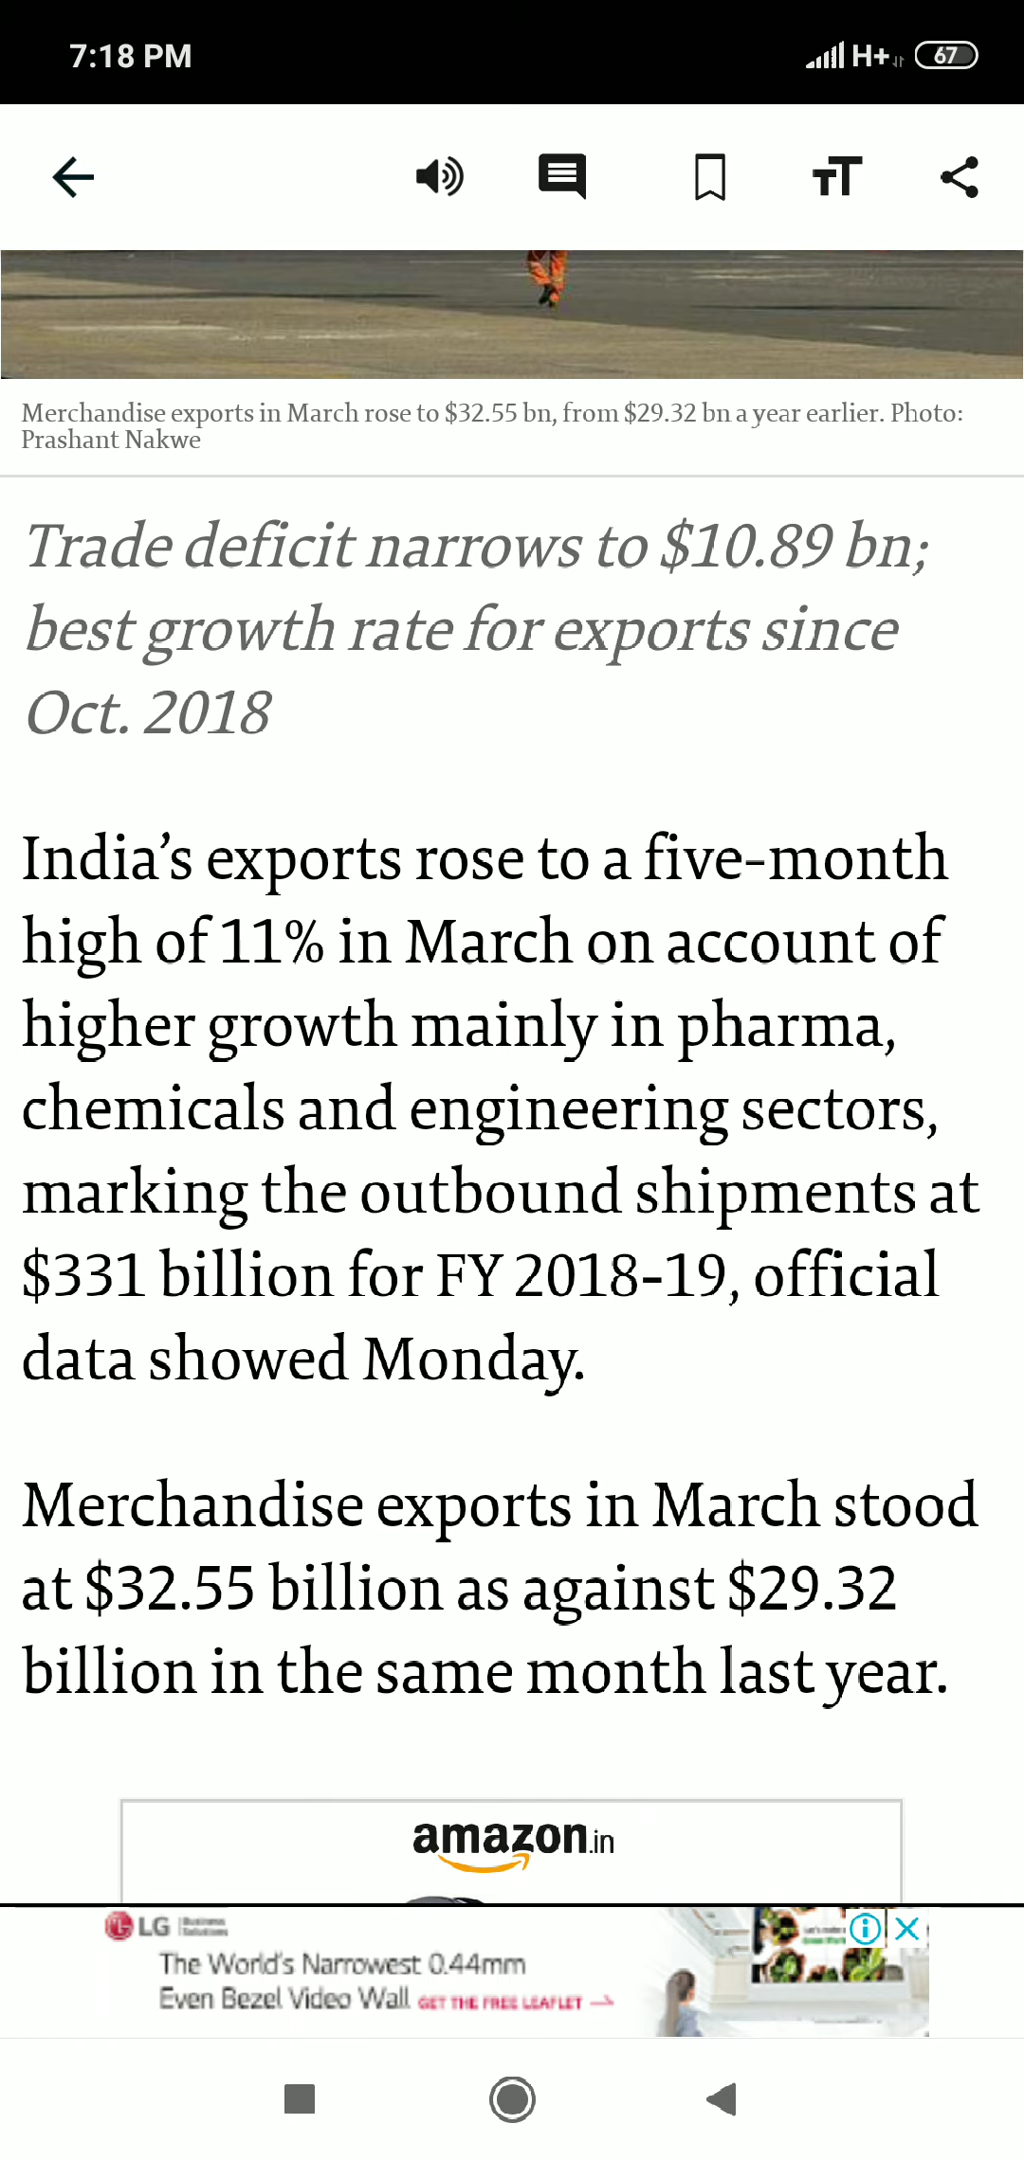 7:18 PM
H+
67
TT
Merchandise exports in March rose to $32.55 bn, from $29.32 bn a year earlier. Photo:
Prashant Nakwe
Trade deficit narrows to $10.89 bn;
best growth rate for exports since
Oct. 2018
India’s exports rose to a five-month
high of 11% in March on account of
higher growth mainly in pharma,
chemicals and engineering sectors,
marking the outbound shipments at
$331 billion for FY 2018-19, official
data showed Monday.
Merchandise exports in March stood
at $32.55 billion as against $29.32
billion in the same month last year.
amazon.in
LG Business
Solutions
The World's Narrowest 0.44mm
Even Bezel Video Wall GET THE FREE LEAFLET